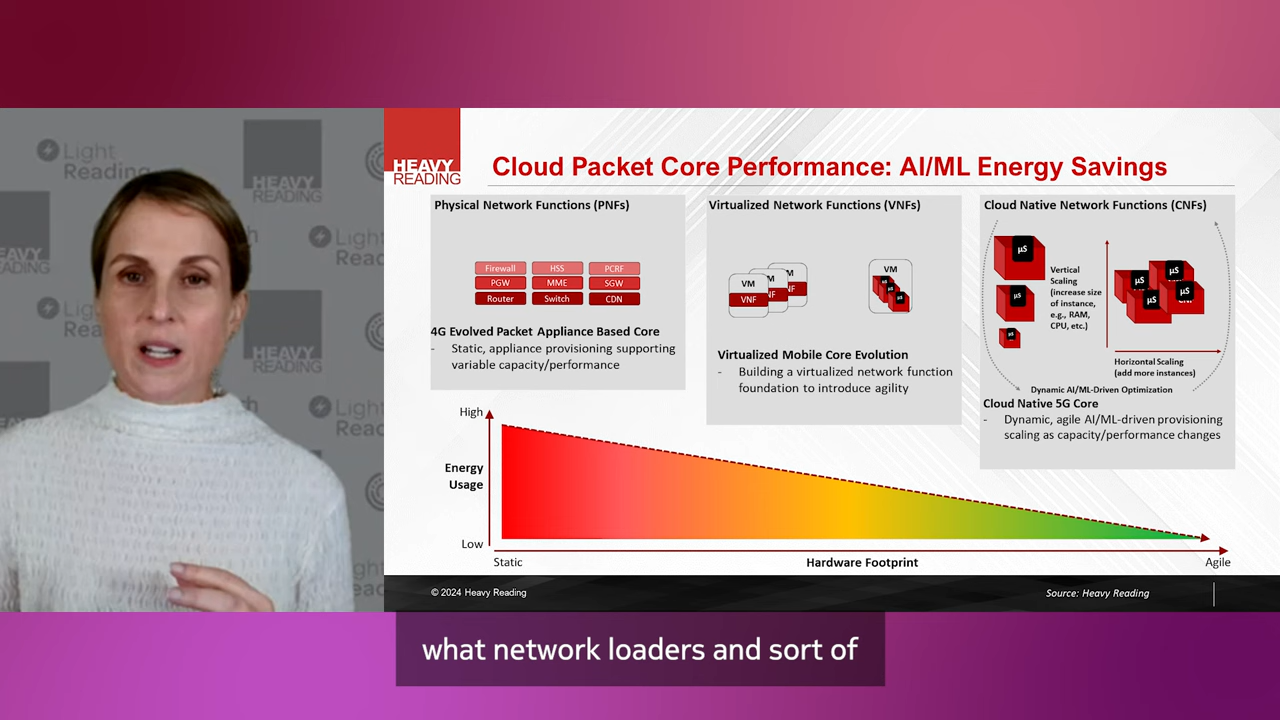 Light
Reading
HEAVY
READING
HEAVY
READING
Cloud Packet Core Performance: AI/ML Energy Savings
Physical Network Functions (PNFs)
Firewall HSS PCRF
PGW MME SGW
Router Switch CDN
4G Evolved Packet Appliance Based Core
- Static, appliance provisioning supporting
variable capacity/performance
Virtualized Network Functions (VNFs)
VM
VNF
VM
Virtualized Mobile Core Evolution
- Building a virtualized network function
foundation to introduce agility
Cloud Native Network Functions (CNFs)
µS
µS
µS
Vertical
Scaling
(increase size
of instance,
e.g., RAM,
CPU, etc.)
µS
µS
µS
µS
Horizontal Scaling
(add more instances)
Dynamic AI/ML-Driven Optimization
Cloud Native 5G Core
- Dynamic, agile AI/ML-driven provisioning
scaling as capacity/performance changes
High
Energy
Usage
Low
Static
Hardware Footprint
Agile
© 2024 Heavy Reading
Source: Heavy Reading
what network loaders and sort of